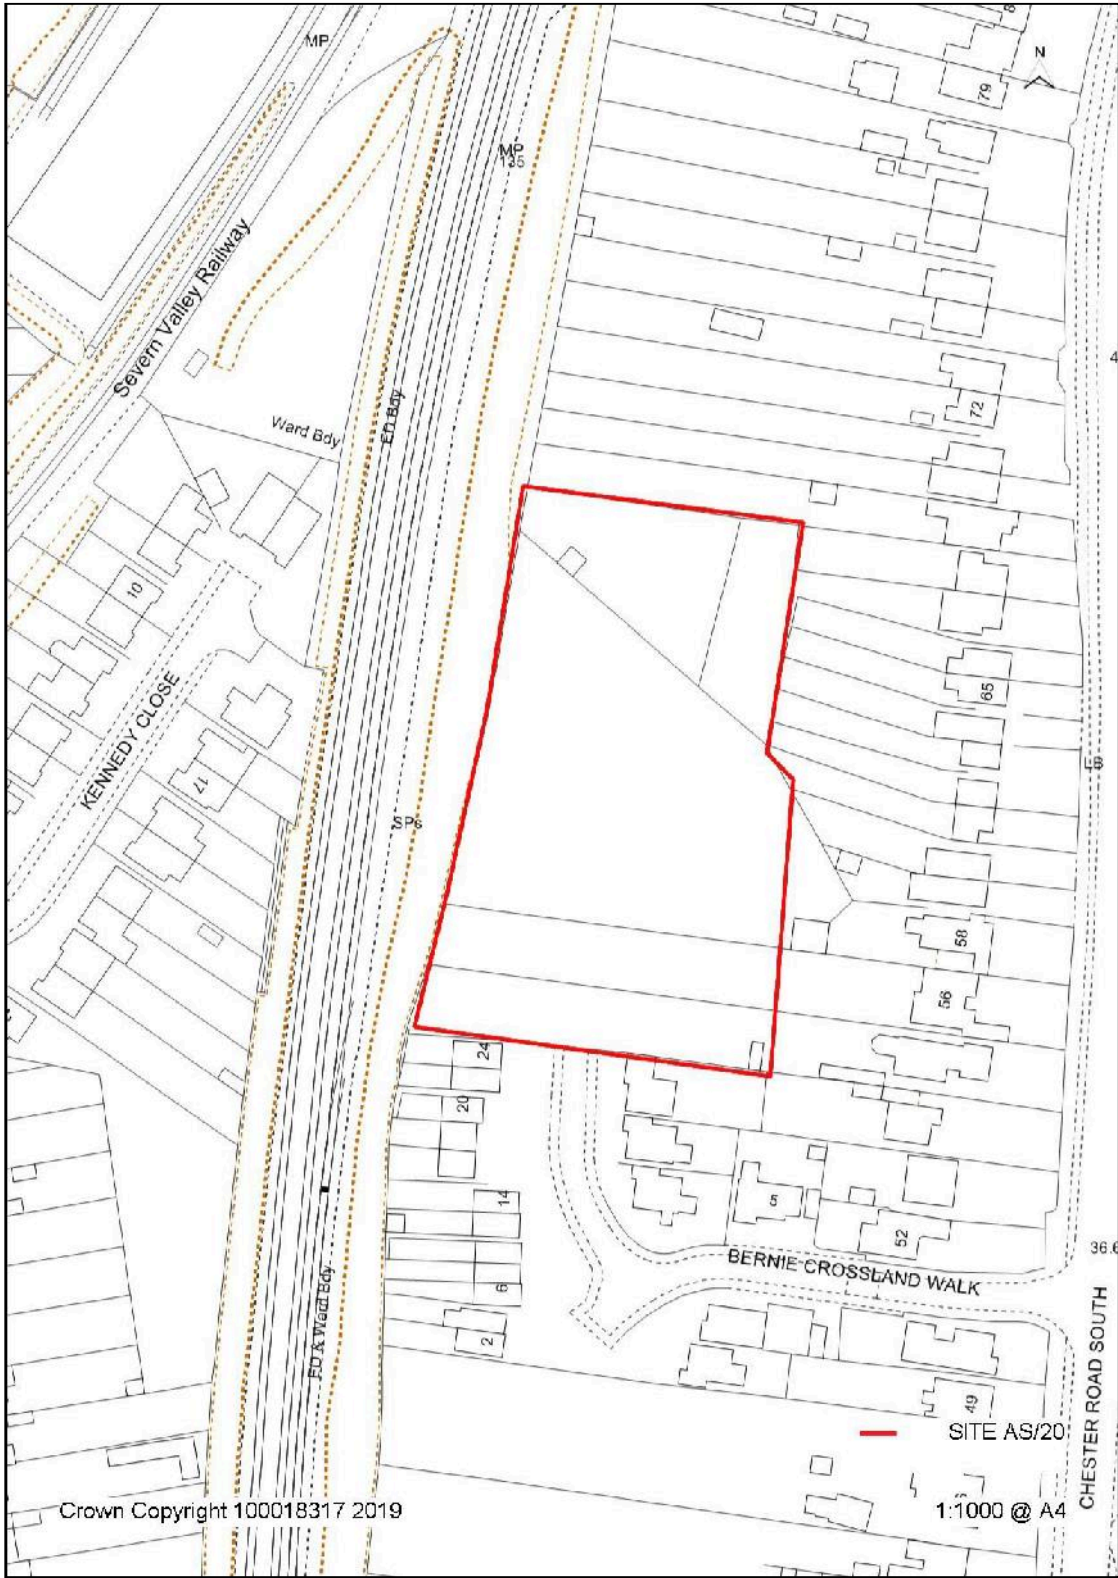 MP
N
79
MP
135
Severn Valley Railway
72
Ward Bdy
ED Bdy
10
65
KENNEDY CLOSE
17
EB
SPs
58
56
24
20
14
5
52
36.6
BERNIE CROSSLAND WALK
6
2
ED & Ward Bdy
CHESTER ROAD SOUTH
49
SITE AS/20
Crown Copyright 100018317 2019
1:1000 @ A4